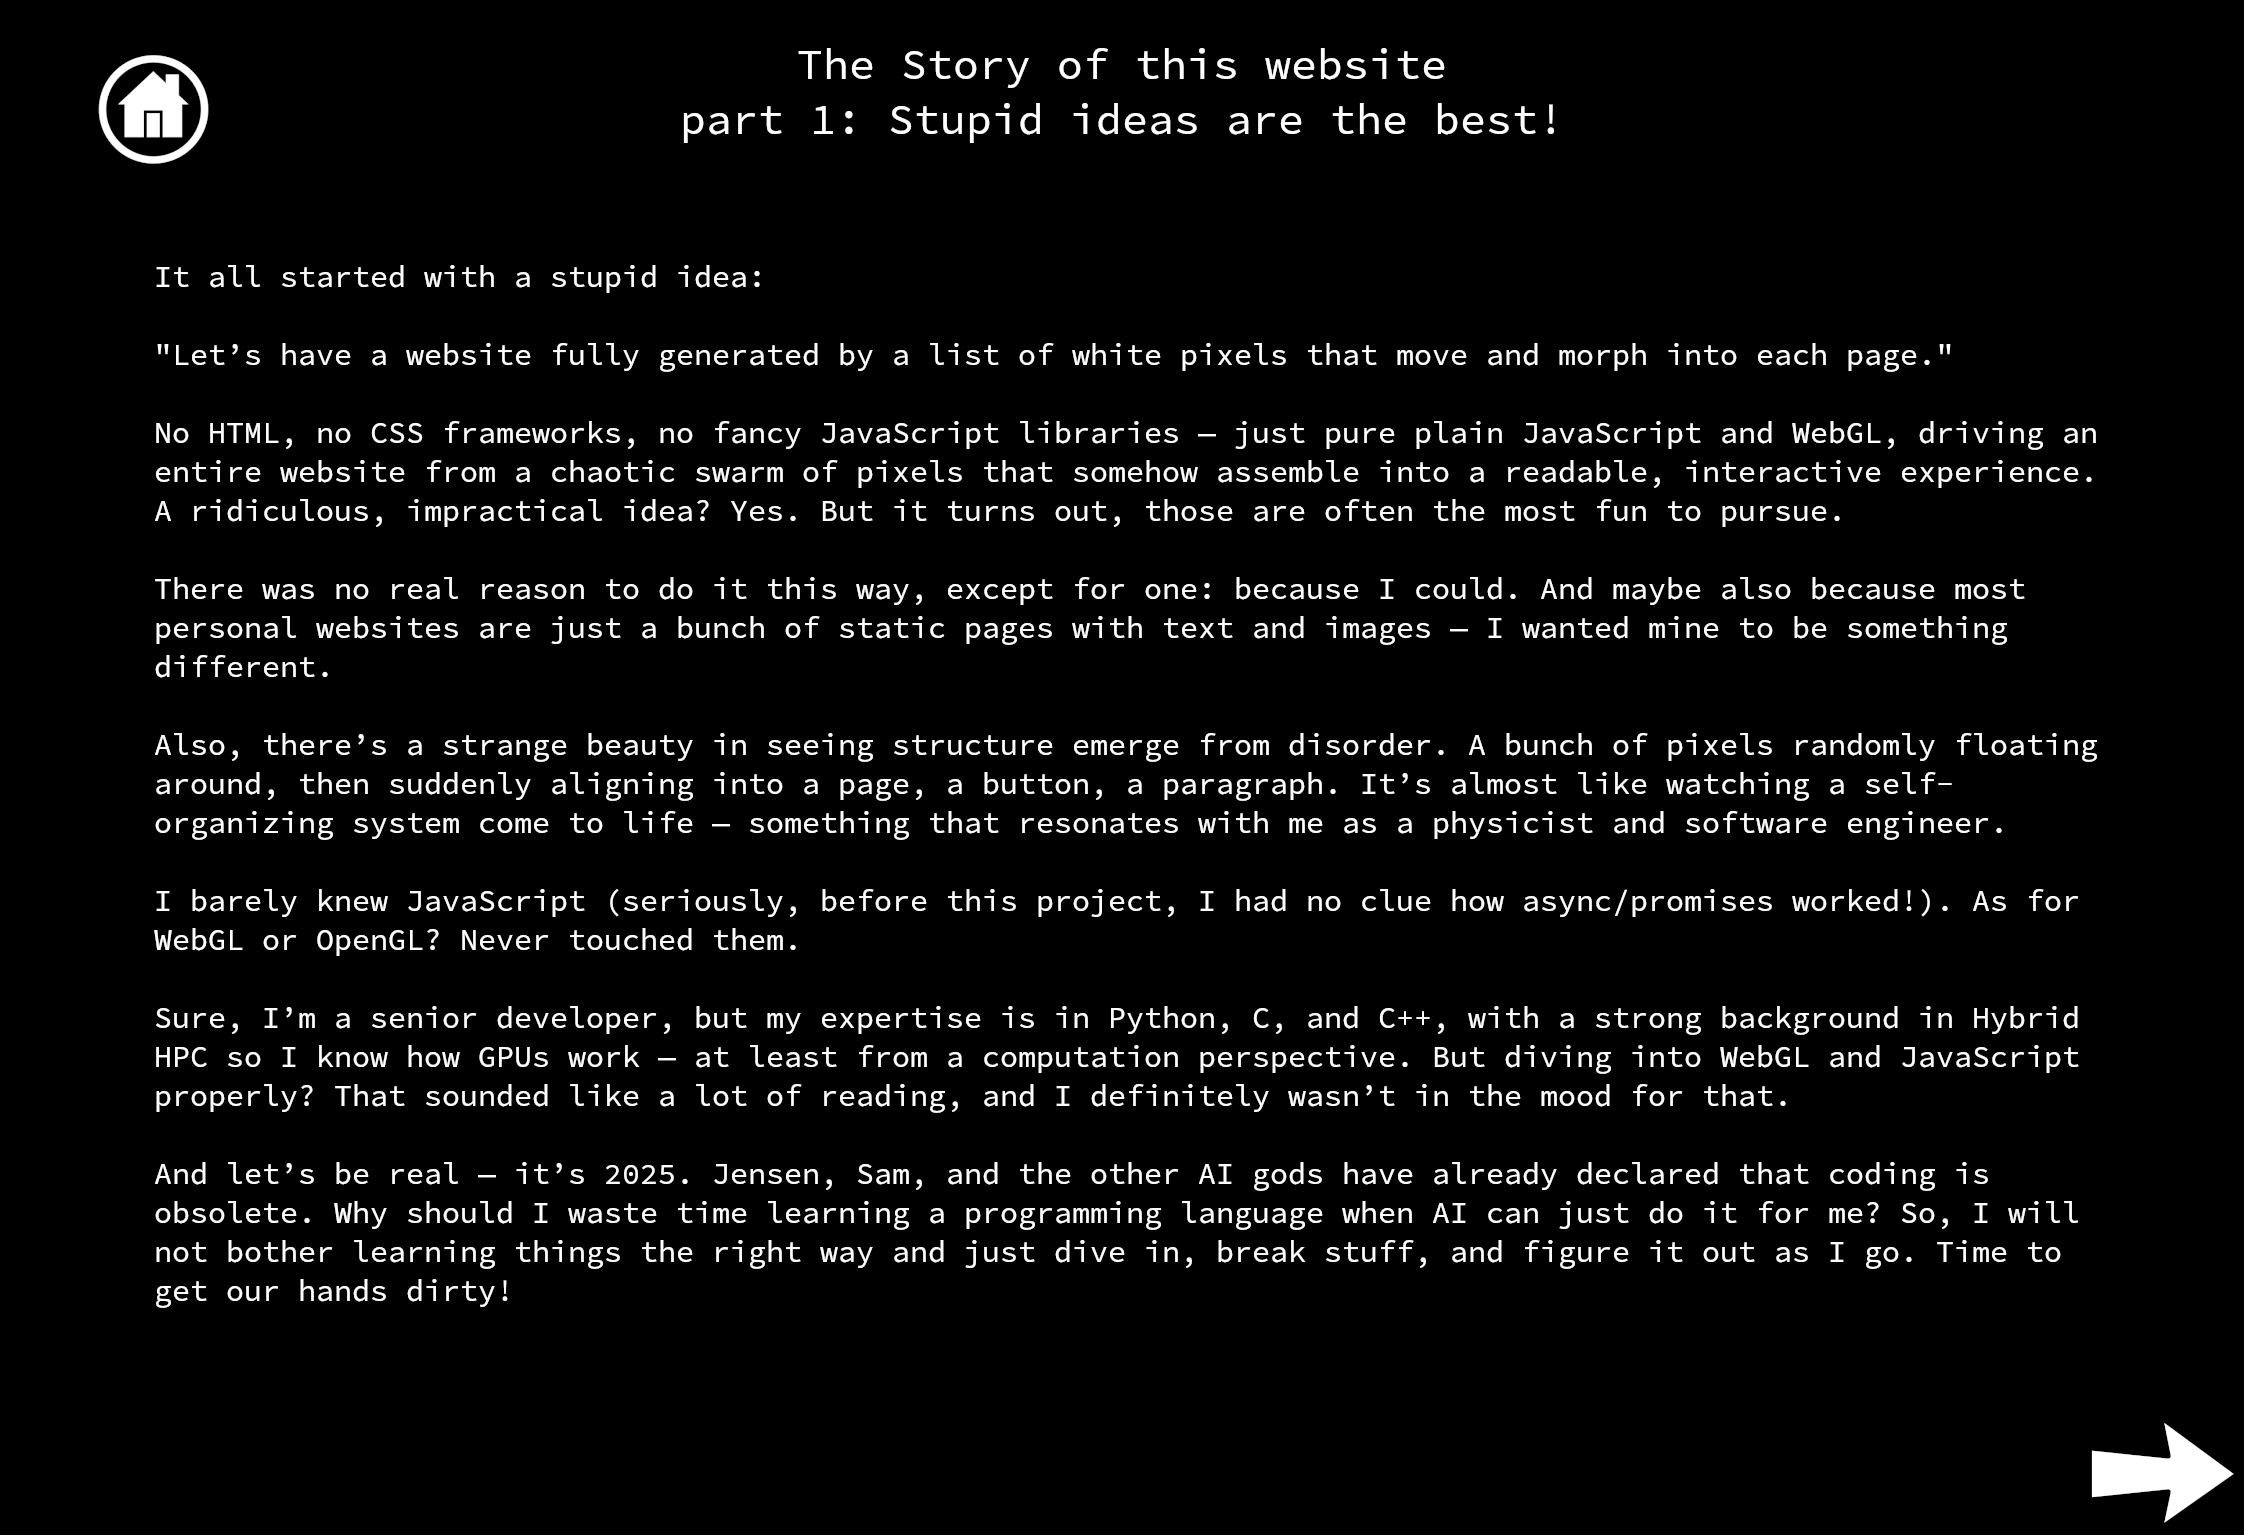 The Story of this website
part 1: Stupid ideas are the best!
It all started with a stupid idea:
"Let’s have a website fully generated by a list of white pixels that move and morph into each page."
No HTML, no CSS frameworks, no fancy JavaScript libraries – just pure plain JavaScript and WebGL, driving an
entire website from a chaotic swarm of pixels that somehow assemble into a readable, interactive experience.
A ridiculous, impractical idea? Yes. But it turns out, those are often the most fun to pursue.
There was no real reason to do it this way, except for one: because I could. And maybe also because most
personal websites are just a bunch of static pages with text and images – I wanted mine to be something
different.
Also, there’s a strange beauty in seeing structure emerge from disorder. A bunch of pixels randomly floating
around, then suddenly aligning into a page, a button, a paragraph. It’s almost like watching a self-
organizing system come to life – something that resonates with me as a physicist and software engineer.
I barely knew JavaScript (seriously, before this project, I had no clue how async/promises worked!). As for
WebGL or OpenGL? Never touched them.
Sure, I’m a senior developer, but my expertise is in Python, C, and C++, with a strong background in Hybrid
HPC so I know how GPUs work – at least from a computation perspective. But diving into WebGL and JavaScript
properly? That sounded like a lot of reading, and I definitely wasn’t in the mood for that.
And let’s be real – it’s 2025. Jensen, Sam, and the other AI gods have already declared that coding is
obsolete. Why should I waste time learning a programming language when AI can just do it for me? So, I will
not bother learning things the right way and just dive in, break stuff, and figure it out as I go. Time to
get our hands dirty!